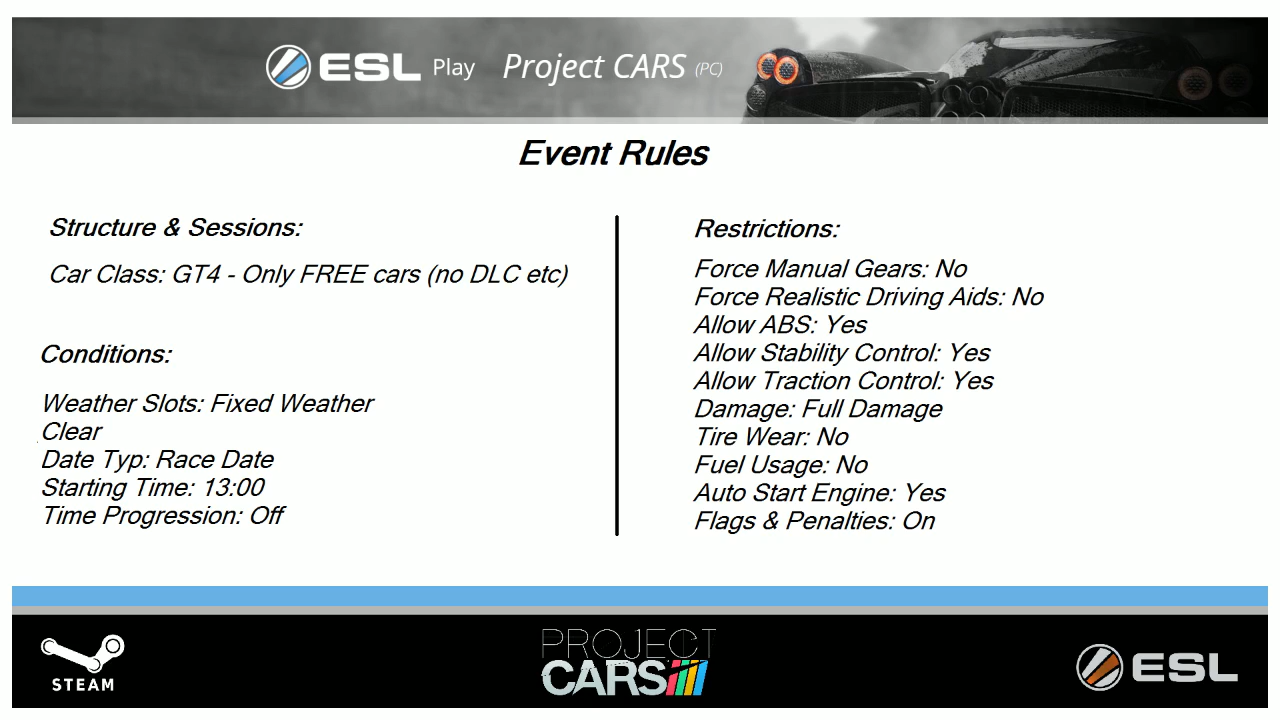 ESL Play Project CARS (PC)
Event Rules
Structure & Sessions:
Car Class: GT4 - Only FREE cars (no DLC etc)
Conditions:
Weather Slots: Fixed Weather
Clear
Date Typ: Race Date
Starting Time: 13:00
Time Progression: Off
Restrictions:
Force Manual Gears: No
Force Realistic Driving Aids: No
Allow ABS: Yes
Allow Stability Control: Yes
Allow Traction Control: Yes
Damage: Full Damage
Tire Wear: No
Fuel Usage: No
Auto Start Engine: Yes
Flags & Penalties: On
STEAM
PROJECT
CARS
ESL